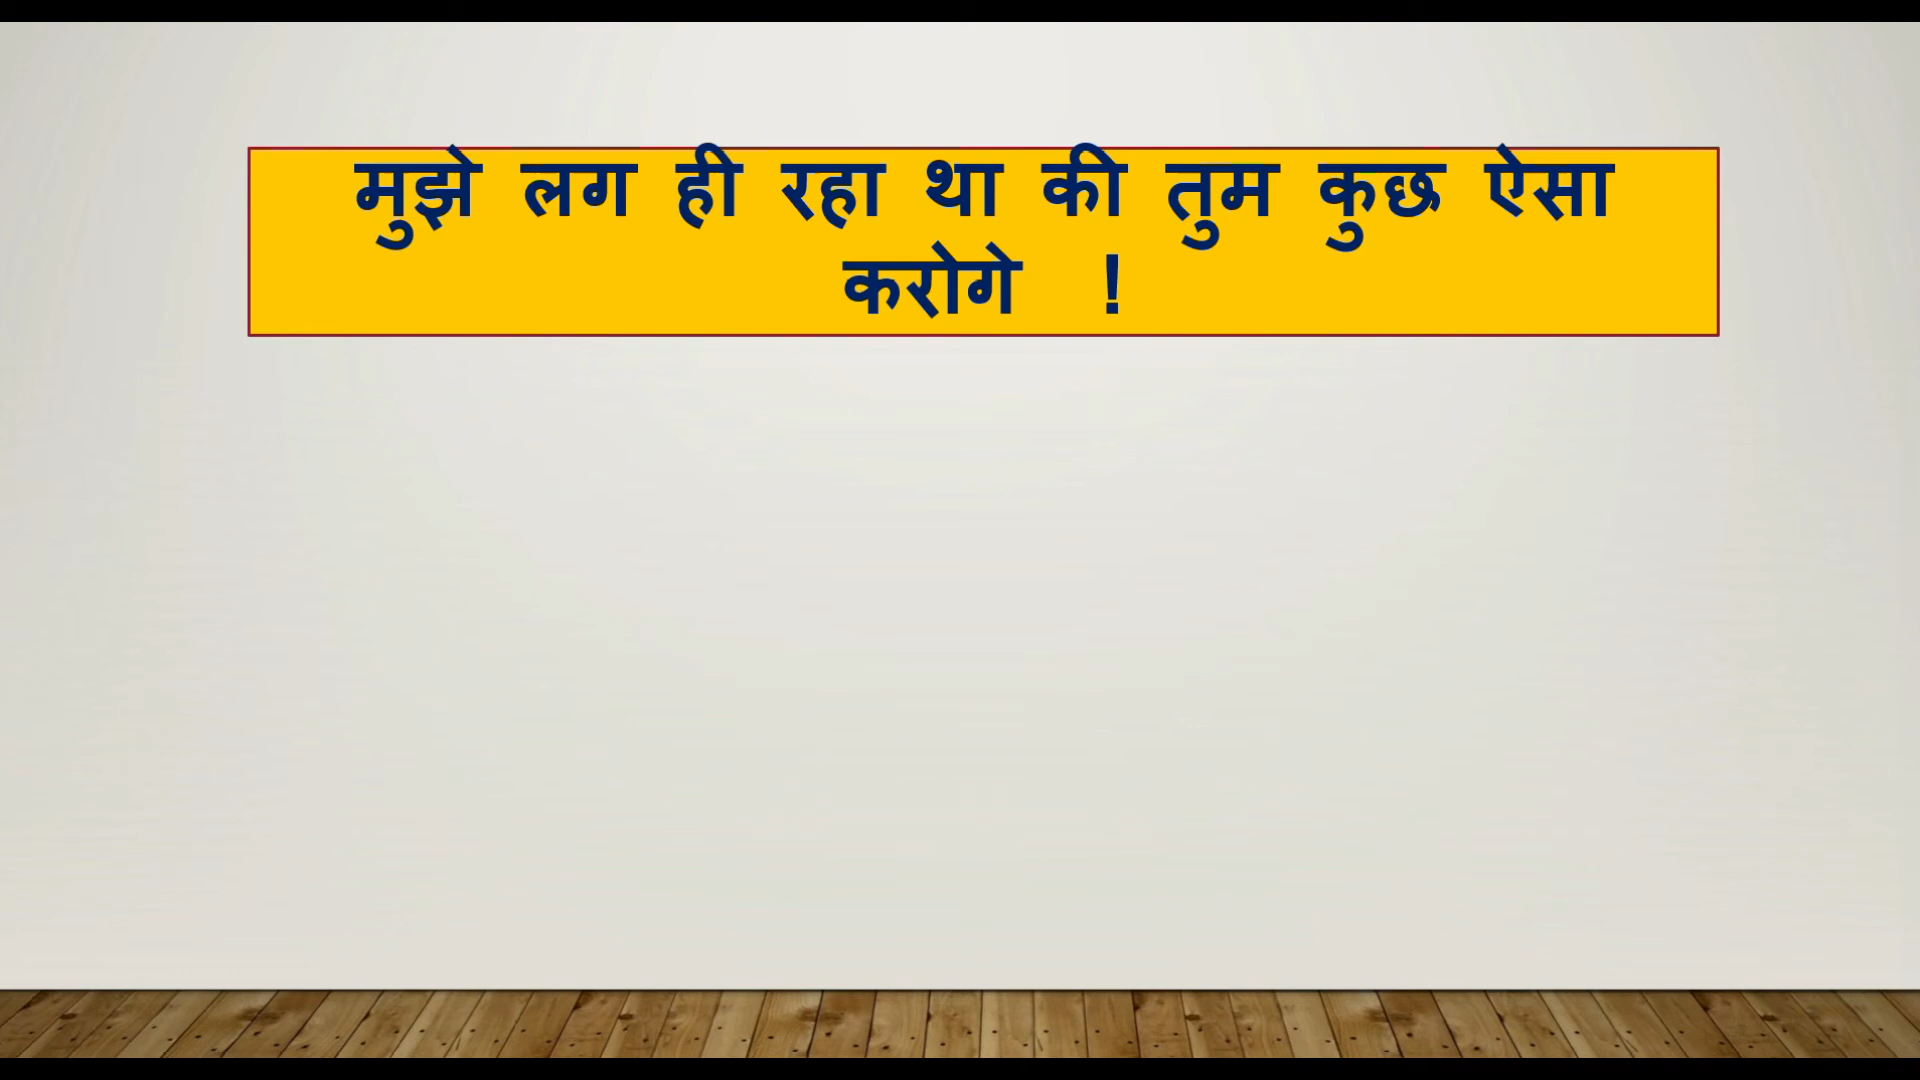 मुझे लग ही रहा था की तुम कुछ ऐसा
करोगे !